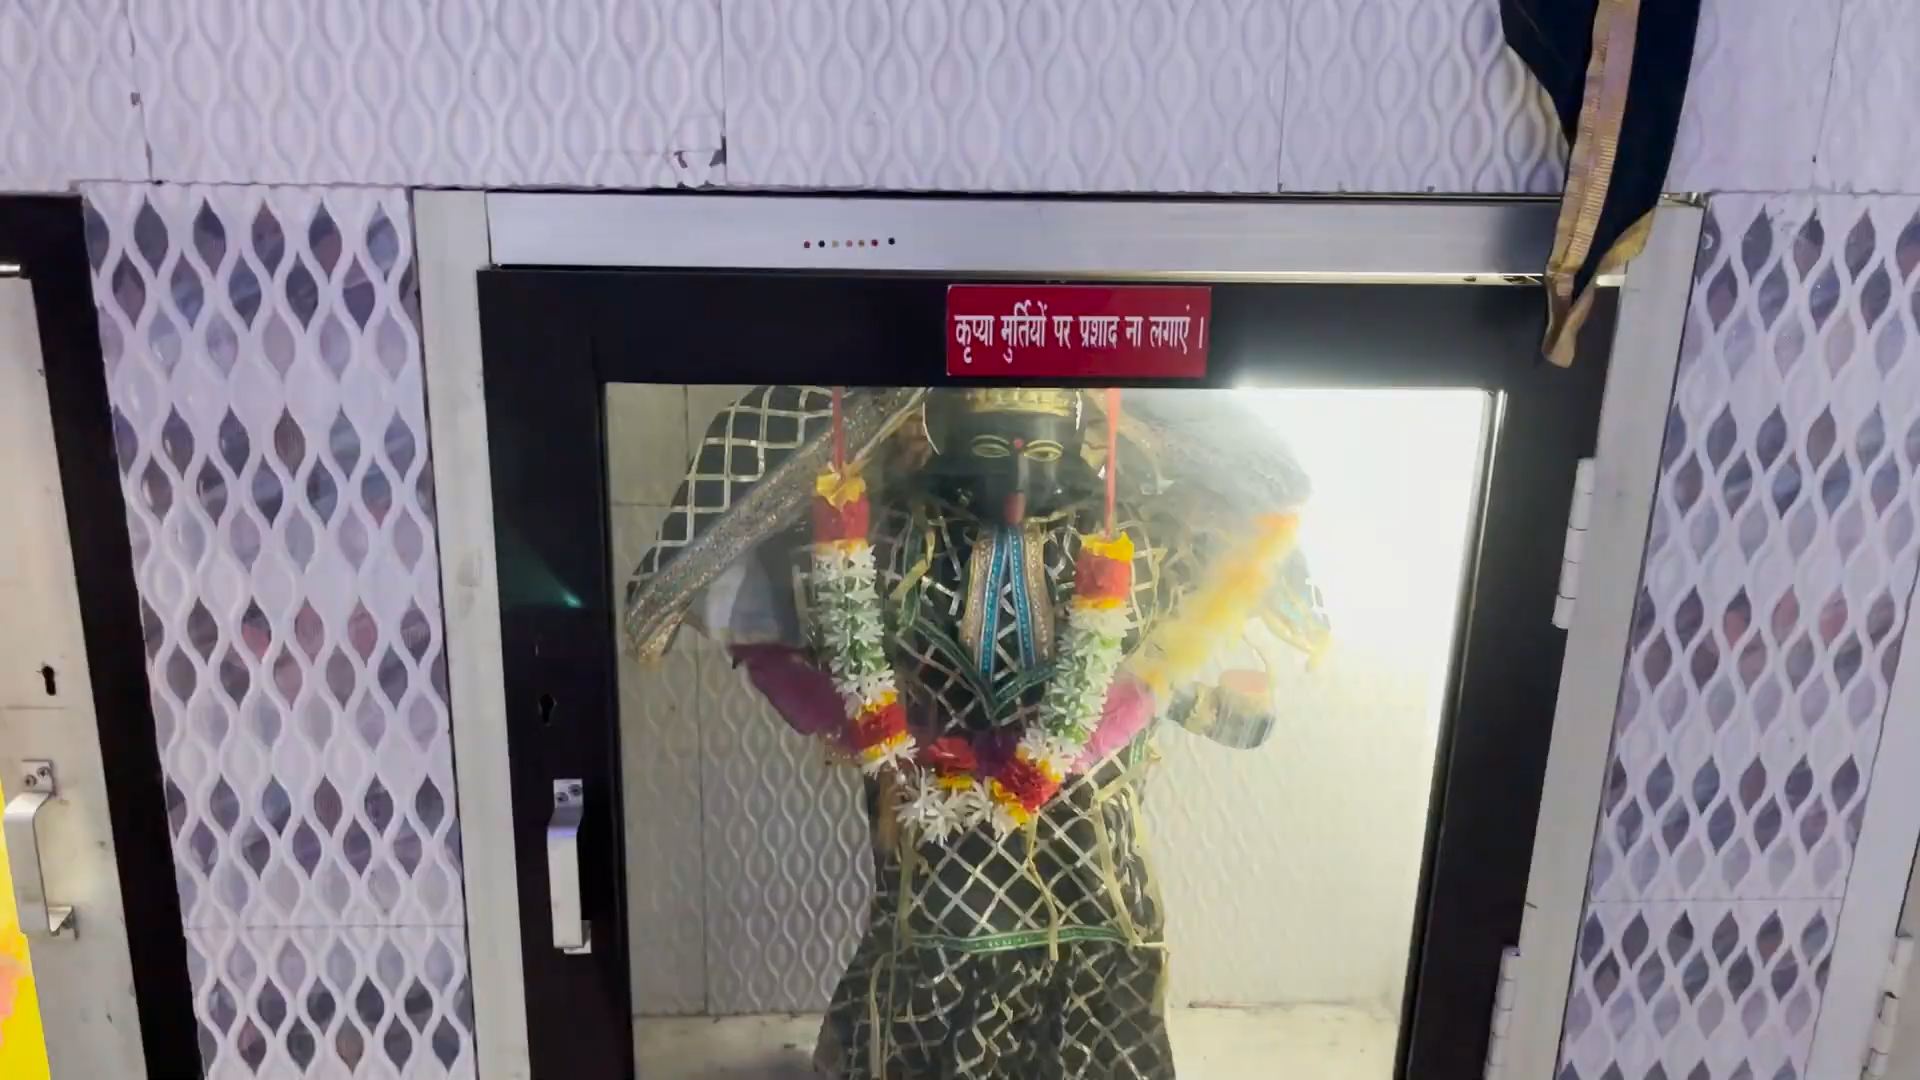 कृप्या मुर्तियों पर प्रशाद ना लगाएं ।